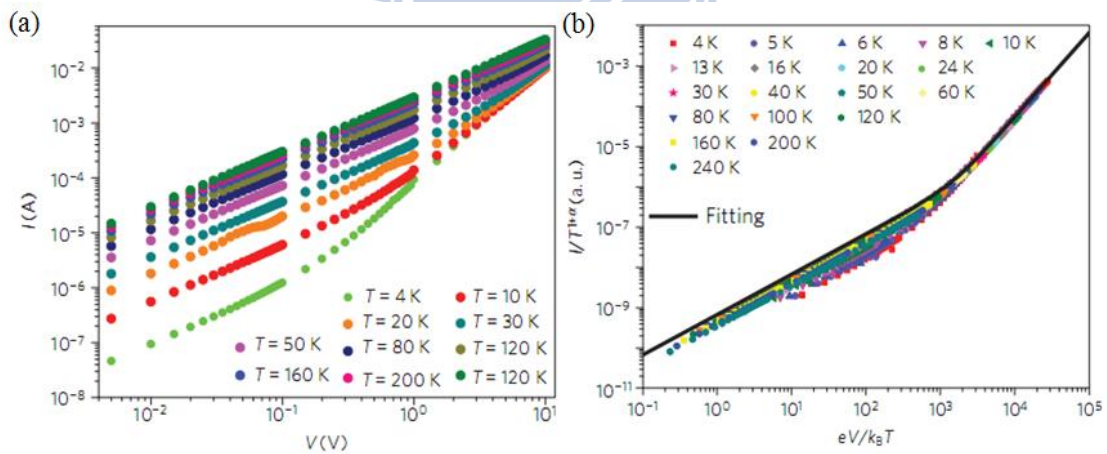 (a)
10⁻²
10⁻³
10⁻⁴
10⁻⁵
10⁻⁶
10⁻⁷
10⁻⁸
I(A)
T = 4 K T = 10 K
T = 20 K T = 30 K
T = 50 K T = 80 K T = 120 K
T = 160 K T = 200 K T = 120 K
10⁻² 10⁻¹ 10⁰ 10¹
V(V)
(b)
4 K 5 K 6 K 8 K 10 K
13 K 16 K 20 K 24 K
30 K 40 K 50 K 60 K
80 K 100 K 120 K
160 K 200 K
240 K
Fitting
10⁻³
10⁻⁵
10⁻⁷
10⁻⁹
10⁻¹¹
I/T¹⁺ᵅ (a. u.)
10⁻¹ 10⁰ 10¹ 10² 10³ 10⁴ 10⁵
eV/k_BT